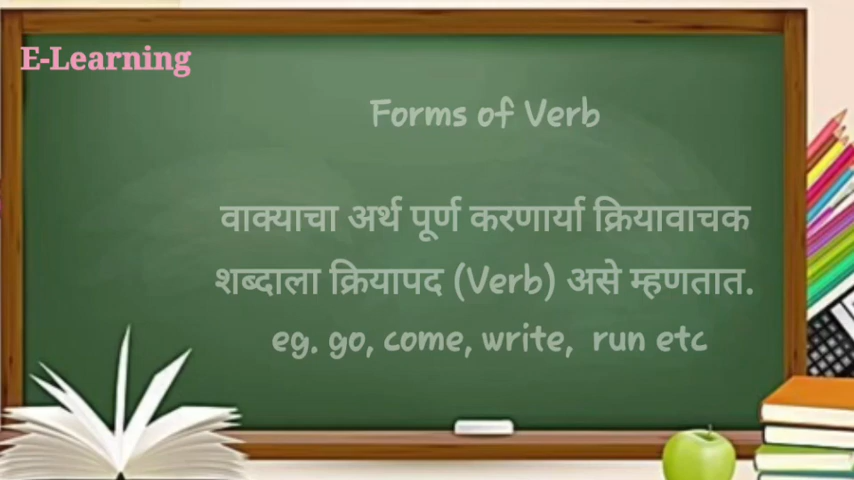 E-Learning
Forms of Verb
वाक्याचा अर्थ पूर्ण करणार्या क्रियावाचक
शब्दाला क्रियापद (Verb) असे म्हणतात.
eg. go, come, write, run etc